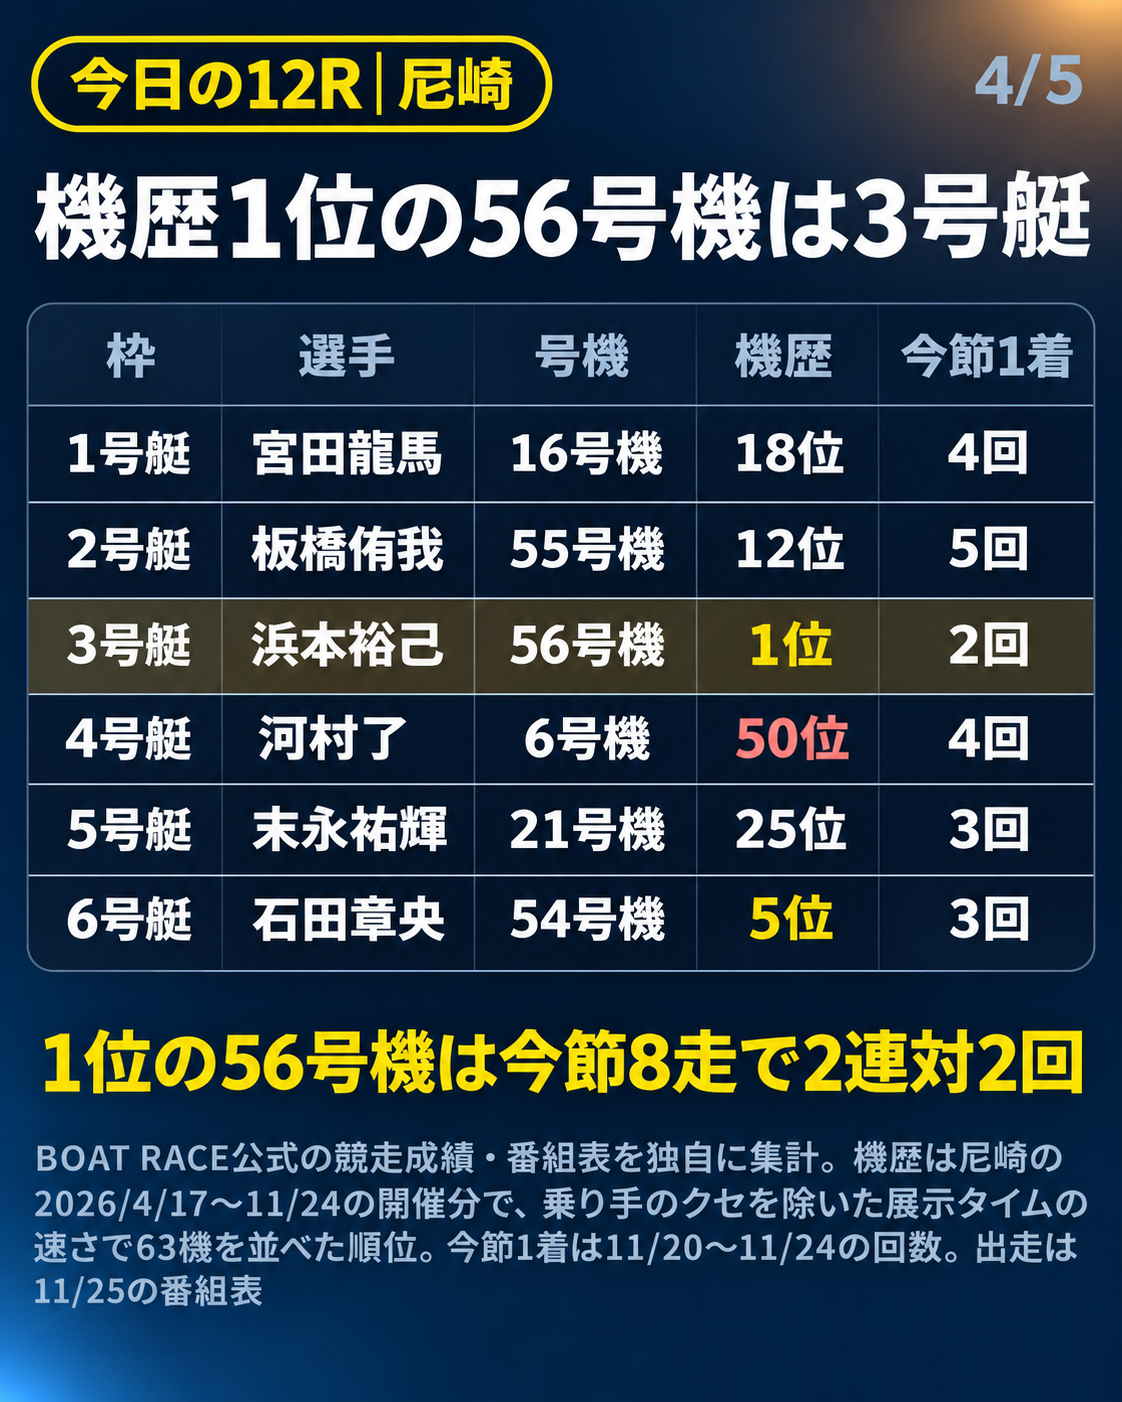 今日の12R|尼崎
4/5
機歴1位の56号機は3号艇
枠 選手 号機 機歴 今節1着
1号艇 宮田龍馬 16号機 18位 4回
2号艇 板橋侑我 55号機 12位 5回
3号艇 浜本裕己 56号機 1位 2回
4号艇 河村了 6号機 50位 4回
5号艇 末永祐輝 21号機 25位 3回
6号艇 石田章央 54号機 5位 3回
1位の56号機は今節8走で2連対2回
BOAT RACE公式の競走成績・番組表を独自に集計。機歴は尼崎の
2026/4/17〜11/24の開催分で、乗り手のクセを除いた展示タイムの
速さで63機を並べた順位。今節1着は11/20〜11/24の回数。出走は
11/25の番組表